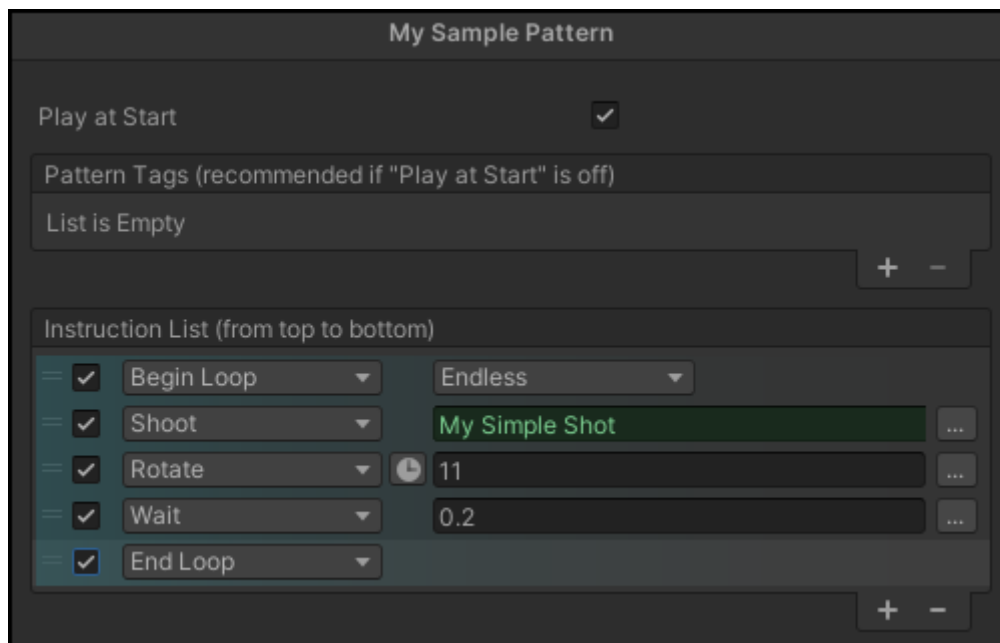 My Sample Pattern
Play at Start
Pattern Tags (recommended if "Play at Start" is off)
List is Empty
+ −
Instruction List (from top to bottom)
Begin Loop Endless
Shoot My Simple Shot ...
Rotate 11 ...
Wait 0.2 ...
End Loop
+ −